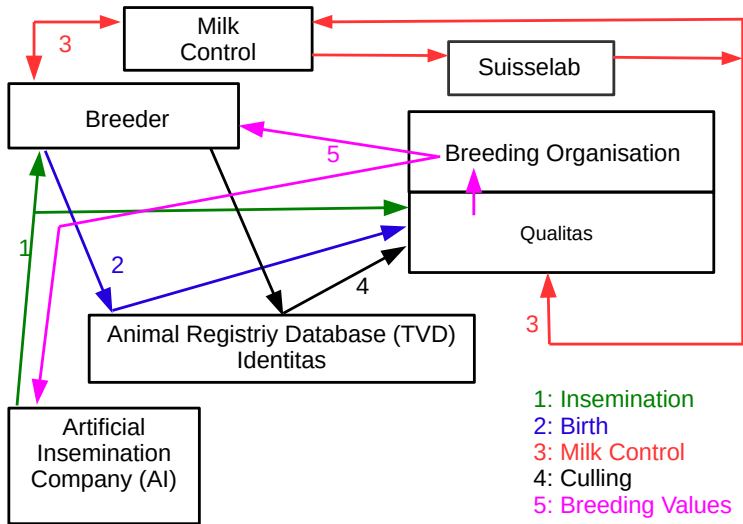 Milk
Control
3
Suisselab
Breeder
5
Breeding Organisation
1
2
Qualitas
4
3
Animal Registriy Database (TVD)
Identitas
Artificial
Insemination
Company (AI)
1: Insemination
2: Birth
3: Milk Control
4: Culling
5: Breeding Values